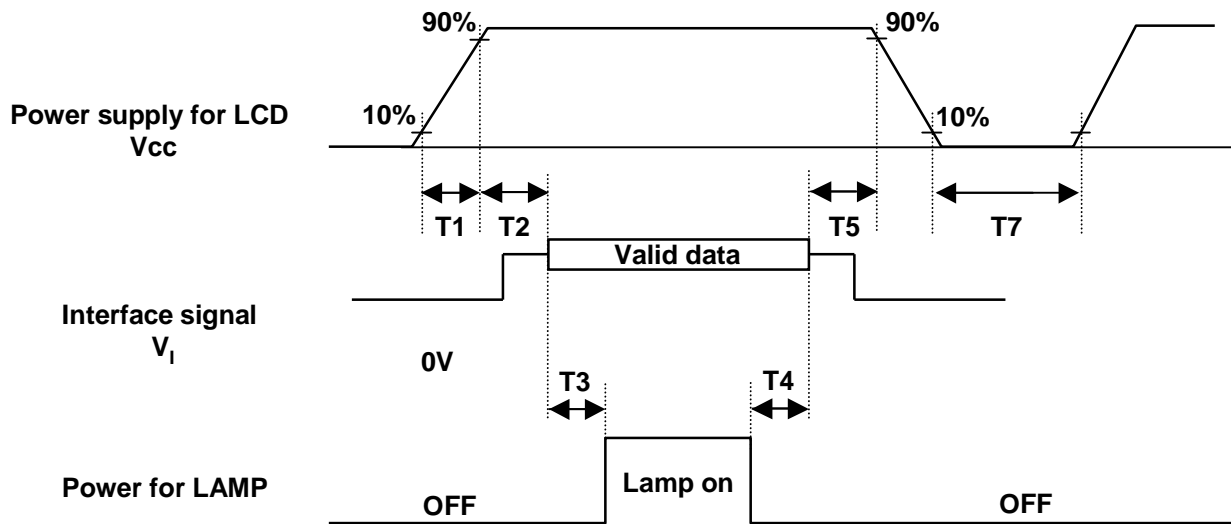 90%
90%
Power supply for LCD
Vcc
10%
10%
T1
T2
T5
T7
Valid data
Interface signal
VI
0V
T3
T4
Power for LAMP
OFF
Lamp on
OFF